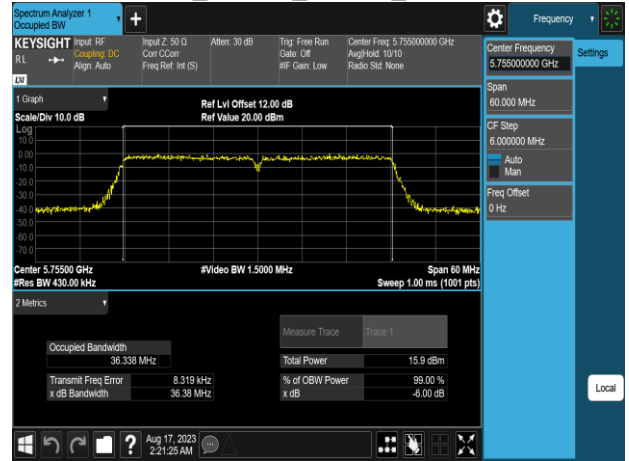 Spectrum Analyzer 1
Occupied BW
Frequency
KEYSIGHT Input: RF Input Z: 50 Ω Atten: 30 dB Trig: Free Run Center Freq: 5.755000000 GHz
RL Coupling: DC Corr CCorr Gate: Off Avg|Hold: 10/10
Align: Auto Freq Ref: Int (S) #IF Gain: Low Radio Std: None
LXI
1 Graph
Ref Lvl Offset 12.00 dB
Scale/Div 10.0 dB Ref Value 20.00 dBm
Log
10.0
0.00
-10.0
-20.0
-30.0
-40.0
-50.0
-60.0
-70.0
Center 5.75500 GHz #Video BW 1.5000 MHz Span 60 MHz
#Res BW 430.00 kHz Sweep 1.00 ms (1001 pts)
2 Metrics
Measure Trace Trace 1
Occupied Bandwidth
36.338 MHz Total Power 15.9 dBm
Transmit Freq Error 8.319 kHz % of OBW Power 99.00 %
x dB Bandwidth 36.38 MHz x dB -6.00 dB
Aug 17, 2023
2:21:25 AM
Center Frequency
5.755000000 GHz
Settings
Span
60.000 MHz
CF Step
6.000000 MHz
Auto
Man
Freq Offset
0 Hz
Local